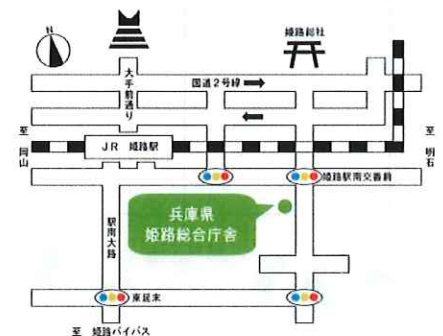 N
姫路総社
国道2号線
大手前通り
至 岡山
JR 姫路駅
至 明石
姫路駅南交番前
兵庫県
姫路総合庁舎
駅南大路
東延末
至 姫路バイパス